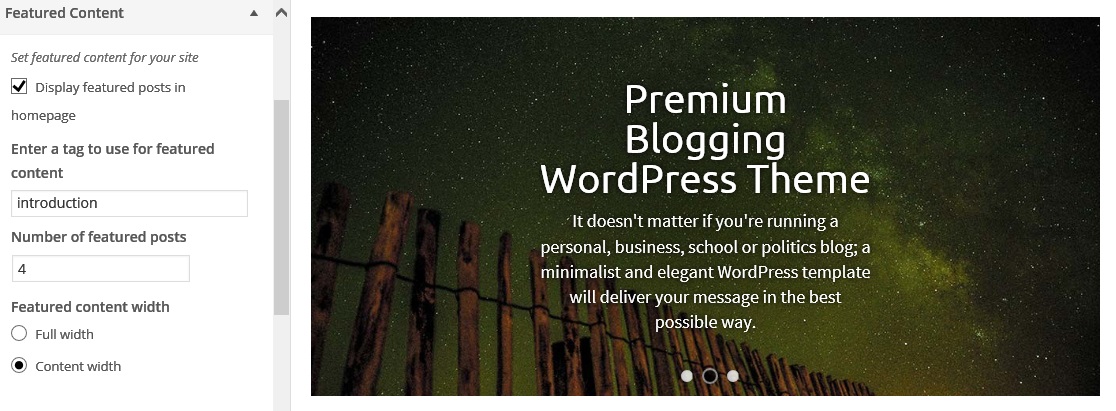 Featured Content
Set featured content for your site
Display featured posts in
homepage
Enter a tag to use for featured
content
introduction
Number of featured posts
4
Featured content width
Full width
Content width
Premium
Blogging
WordPress Theme
It doesn't matter if you're running a
personal, business, school or politics blog; a
minimalist and elegant WordPress template
will deliver your message in the best
possible way.